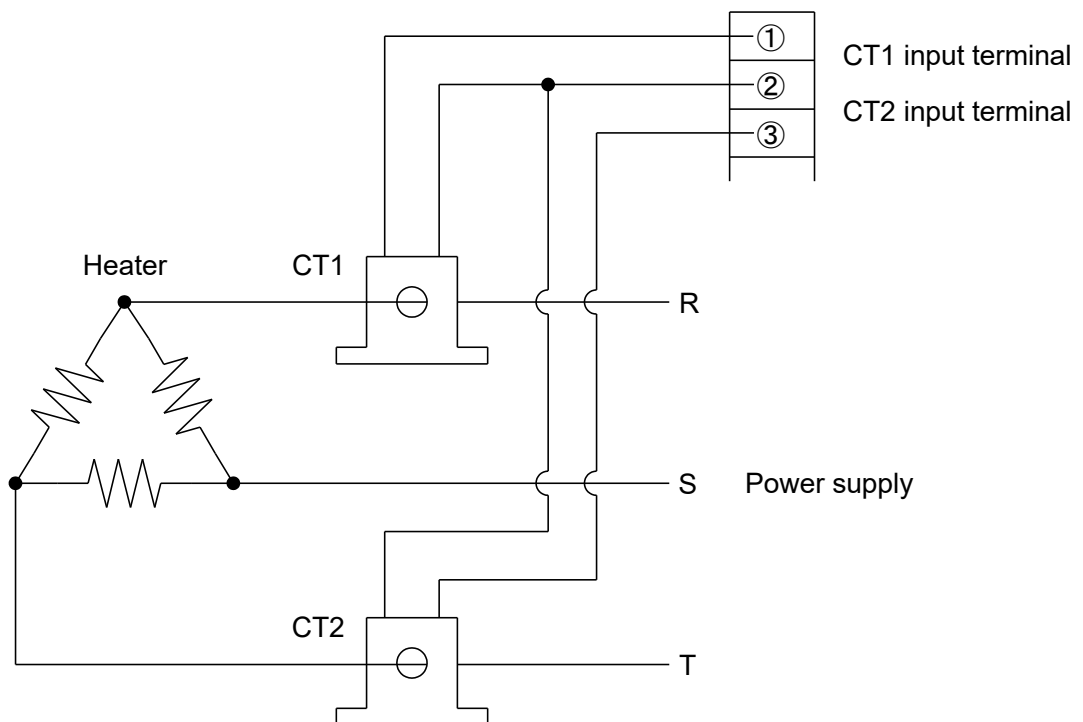 ①
CT1 input terminal
②
CT2 input terminal
③
Heater
CT1
R
S
Power supply
CT2
T